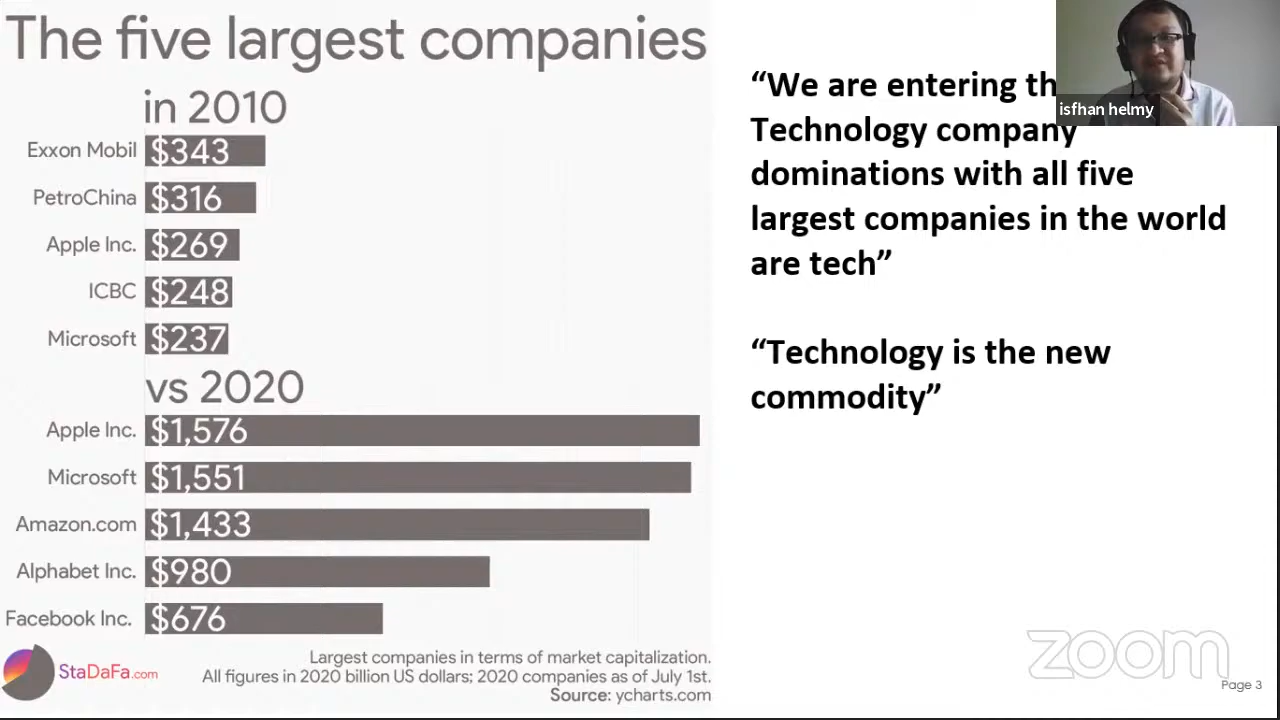 The five largest companies
in 2010
Exxon Mobil $343
PetroChina $316
Apple Inc. $269
ICBC $248
Microsoft $237
vs 2020
Apple Inc. $1,576
Microsoft $1,551
Amazon.com $1,433
Alphabet Inc. $980
Facebook Inc. $676
StaDaFa.com
Largest companies in terms of market capitalization.
All figures in 2020 billion US dollars; 2020 companies as of July 1st.
Source: ycharts.com
“We are entering
Technology company
dominations with all five
largest companies in the world
are tech”
“Technology is the new
commodity”
isfhan helmy
zoom
Page 3